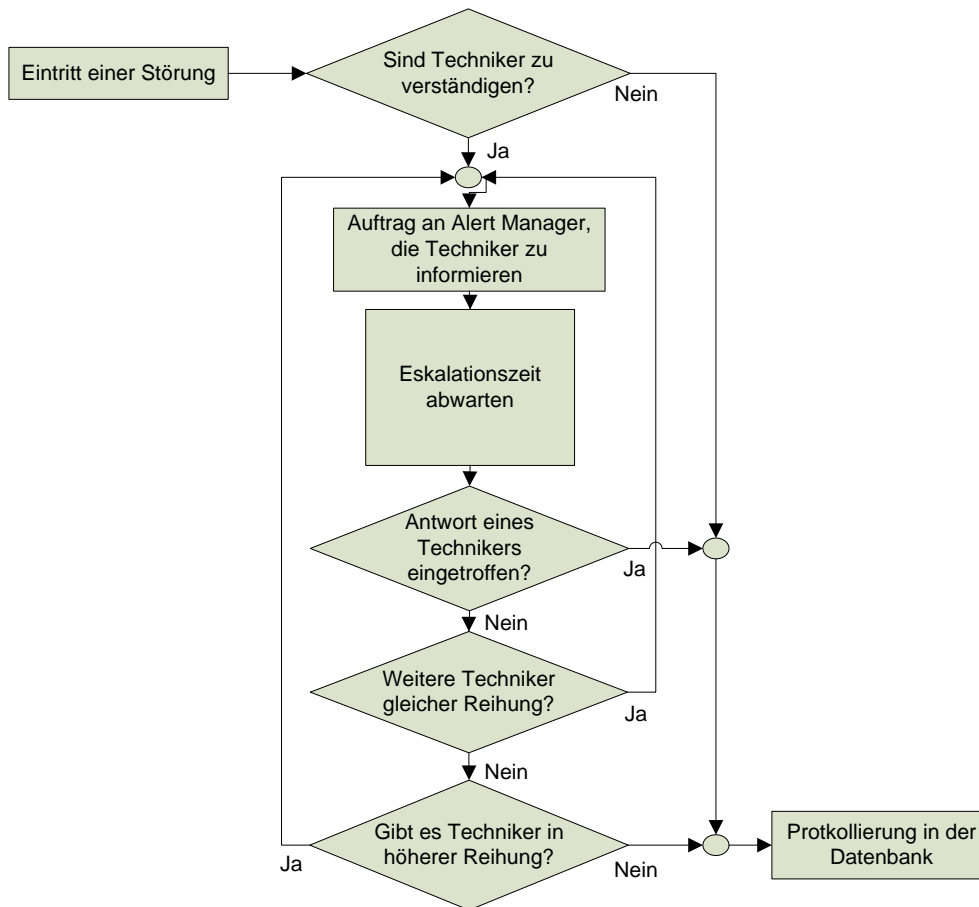 Eintritt einer Störung
Sind Techniker zu
verständigen?
Nein
Ja
Auftrag an Alert Manager,
die Techniker zu
informieren
Eskalationszeit
abwarten
Antwort eines
Technikers
eingetroffen?
Ja
Nein
Weitere Techniker
gleicher Reihung?
Ja
Nein
Gibt es Techniker in
höherer Reihung?
Ja
Nein
Protkollierung in der
Datenbank